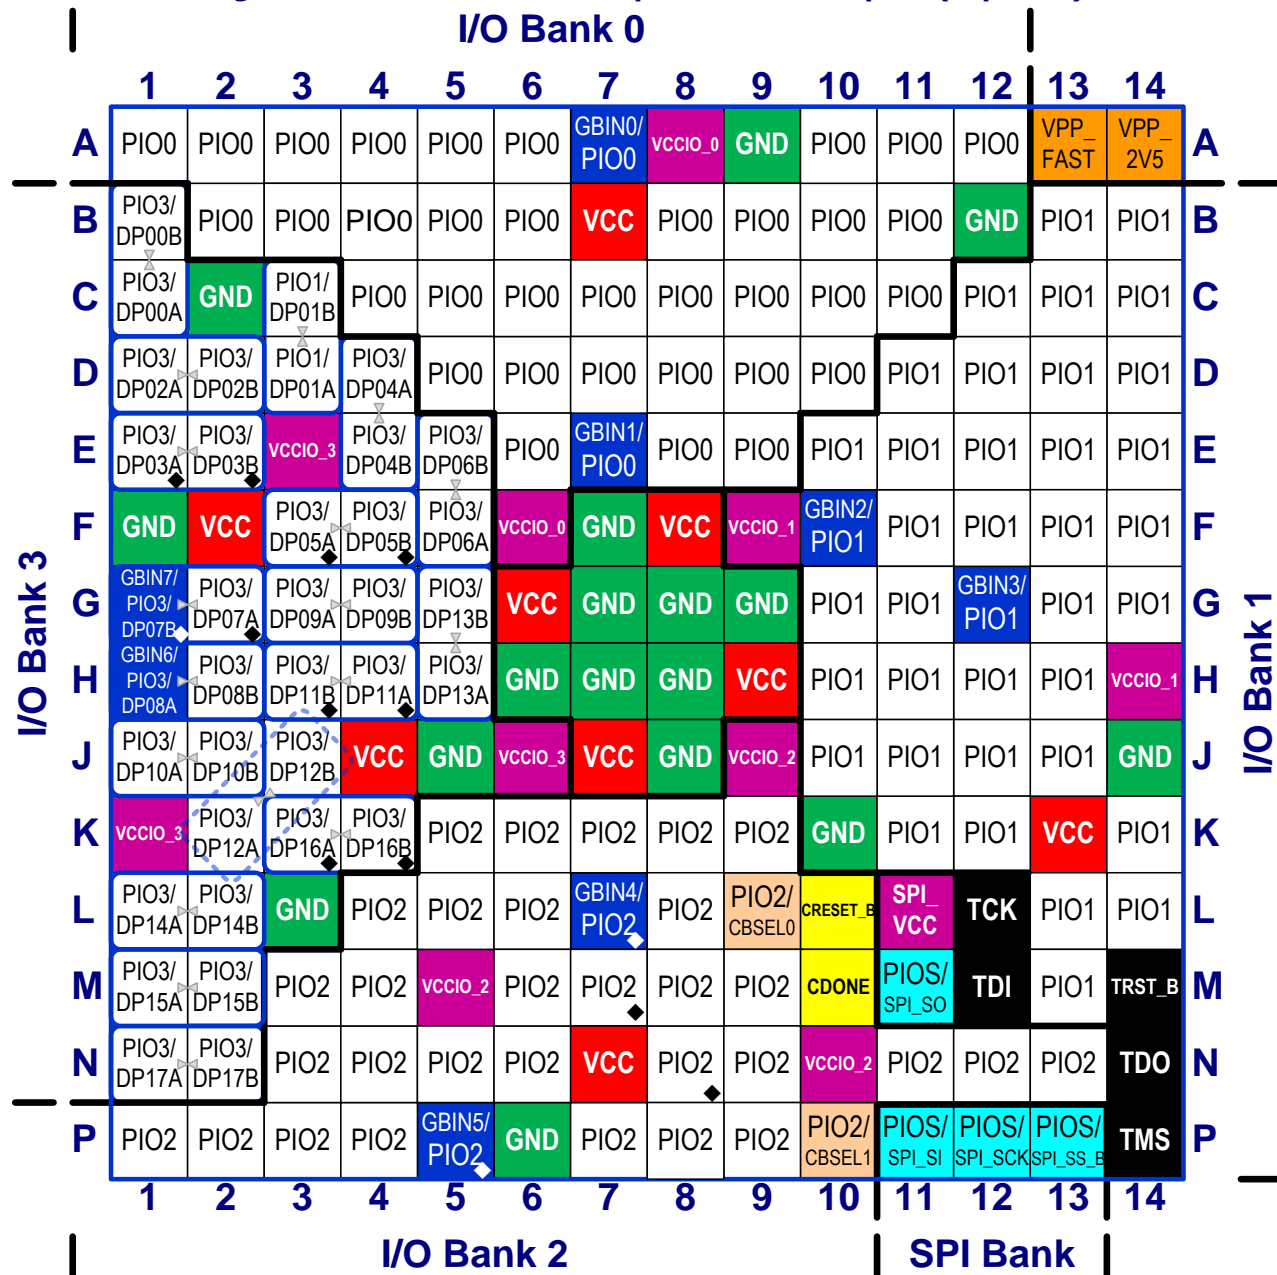 I/O Bank 0
1 2 3 4 5 6 7 8 9 10 11 12 13 14
A PIO0 PIO0 PIO0 PIO0 PIO0 PIO0 GBIN0/ PIO0 VCCIO_0 GND PIO0 PIO0 PIO0 VPP_ FAST VPP_ 2V5 A
B PIO3/ DP00B PIO0 PIO0 PIO0 PIO0 PIO0 VCC PIO0 PIO0 PIO0 PIO0 GND PIO1 PIO1 B
C PIO3/ DP00A GND PIO1/ DP01B PIO0 PIO0 PIO0 PIO0 PIO0 PIO0 PIO0 PIO0 PIO1 PIO1 PIO1 C
D PIO3/ DP02A PIO3/ DP02B PIO1/ DP01A PIO3/ DP04A PIO0 PIO0 PIO0 PIO0 PIO0 PIO0 PIO1 PIO1 PIO1 PIO1 D
E PIO3/ DP03A PIO3/ DP03B VCCIO_3 PIO3/ DP04B PIO3/ DP06B PIO0 GBIN1/ PIO0 PIO0 PIO0 PIO1 PIO1 PIO1 PIO1 PIO1 E
F GND VCC PIO3/ DP05A PIO3/ DP05B PIO3/ DP06A VCCIO_0 GND VCC VCCIO_1 GBIN2/ PIO1 PIO1 PIO1 PIO1 PIO1 F
G GBIN7/ PIO3/ DP07B PIO3/ DP07A PIO3/ DP09A PIO3/ DP09B PIO3/ DP13B VCC GND GND GND PIO1 PIO1 GBIN3/ PIO1 PIO1 PIO1 G
H GBIN6/ PIO3/ DP08A PIO3/ DP08B PIO3/ DP11B PIO3/ DP11A PIO3/ DP13A GND GND GND VCC PIO1 PIO1 PIO1 PIO1 VCCIO_1 H
J PIO3/ DP10A PIO3/ DP10B PIO3/ DP12B VCC GND VCCIO_3 VCC GND VCCIO_2 PIO1 PIO1 PIO1 PIO1 GND J
K VCCIO_3 PIO3/ DP12A PIO3/ DP16A PIO3/ DP16B PIO2 PIO2 PIO2 PIO2 PIO2 GND PIO1 PIO1 VCC PIO1 K
L PIO3/ DP14A PIO3/ DP14B GND PIO2 PIO2 PIO2 GBIN4/ PIO2 PIO2 PIO2/ CBSEL0 CRESET_B SPI_ VCC TCK PIO1 PIO1 L
M PIO3/ DP15A PIO3/ DP15B PIO2 PIO2 VCCIO_2 PIO2 PIO2 PIO2 PIO2 CDONE PIOS/ SPI_SO TDI PIO1 TRST_B M
N PIO3/ DP17A PIO3/ DP17B PIO2 PIO2 PIO2 PIO2 VCC PIO2 PIO2 VCCIO_2 PIO2 PIO2 PIO2 TDO N
P PIO2 PIO2 PIO2 PIO2 GBIN5/ PIO2 GND PIO2 PIO2 PIO2 PIO2/ CBSEL1 PIOS/ SPI_SI PIOS/ SPI_SCK PIOS/ SPI_SS_B TMS P
1 2 3 4 5 6 7 8 9 10 11 12 13 14
I/O Bank 3
I/O Bank 1
I/O Bank 2
SPI Bank